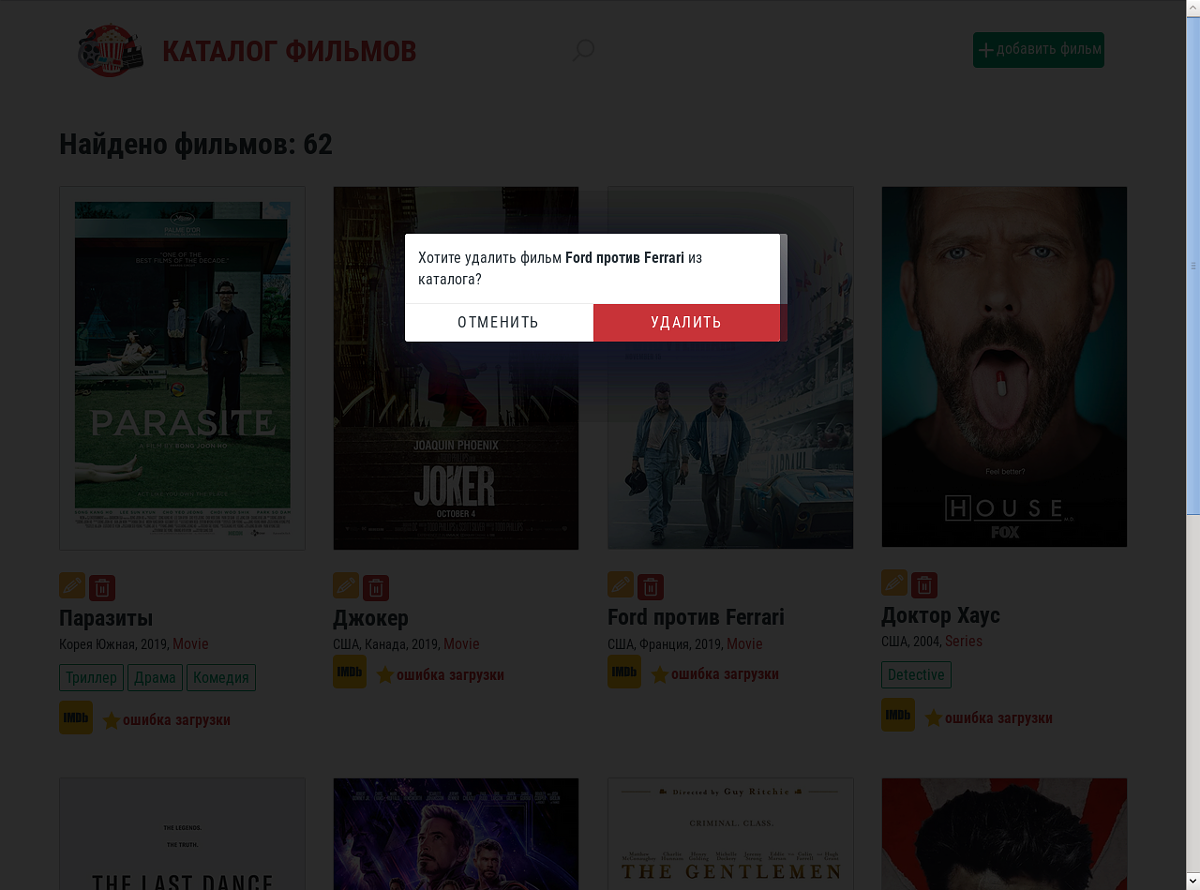 КАТАЛОГ ФИЛЬМОВ
добавить фильм
Найдено фильмов: 62
Хотите удалить фильм Ford против Ferrari из
каталога?
ОТМЕНИТЬ
УДАЛИТЬ
PALME D'OR
"ONE OF THE
BEST FILMS OF THE DECADE."
PARASITE
A FILM BY BONG JOON HO
JOAQUIN PHOENIX
JOKER
OCTOBER 4
Feel better?
HOUSE
FOX
Паразиты
Корея Южная, 2019, Movie
Триллер
Драма
Комедия
IMDb
ошибка загрузки
Джокер
США, Канада, 2019, Movie
IMDb
ошибка загрузки
Ford против Ferrari
США, Франция, 2019, Movie
IMDb
ошибка загрузки
Доктор Хаус
США, 2004, Series
Detective
IMDb
ошибка загрузки
THE LEGENDS.
THE TRUTH.
THE LAST DANCE
Directed by Guy Ritchie
CRIMINAL. CLASS.
THE GENTLEMEN